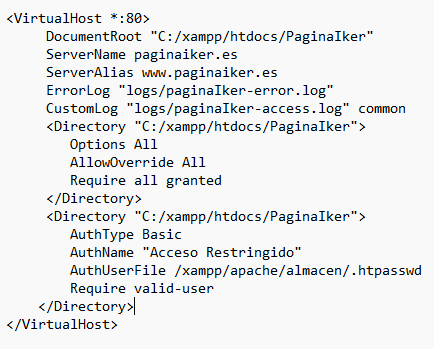 <VirtualHost *:80>
DocumentRoot "C:/xampp/htdocs/PaginaIker"
ServerName paginaiker.es
ServerAlias www.paginaiker.es
ErrorLog "logs/paginaIker-error.log"
CustomLog "logs/paginaIker-access.log" common
<Directory "C:/xampp/htdocs/PaginaIker">
Options All
AllowOverride All
Require all granted
</Directory>
<Directory "C:/xampp/htdocs/PaginaIker">
AuthType Basic
AuthName "Acceso Restringido"
AuthUserFile /xampp/apache/almacen/.htpasswd
Require valid-user
</Directory>
</VirtualHost>